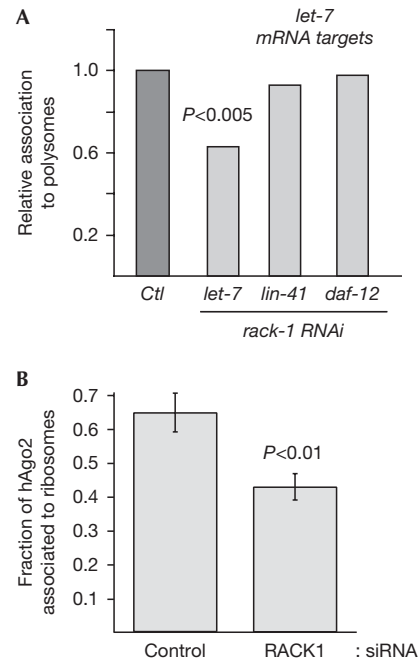 A
let-7
mRNA targets
Relative association
to polysomes
1.0
0.6
0.2
P<0.005
Ctl let-7 lin-41 daf-12
rack-1 RNAi
B
Fraction of hAgo2
associated to ribosomes
0.7
0.6
0.5
0.4
0.3
0.2
0.1
P<0.01
Control RACK1 : siRNA